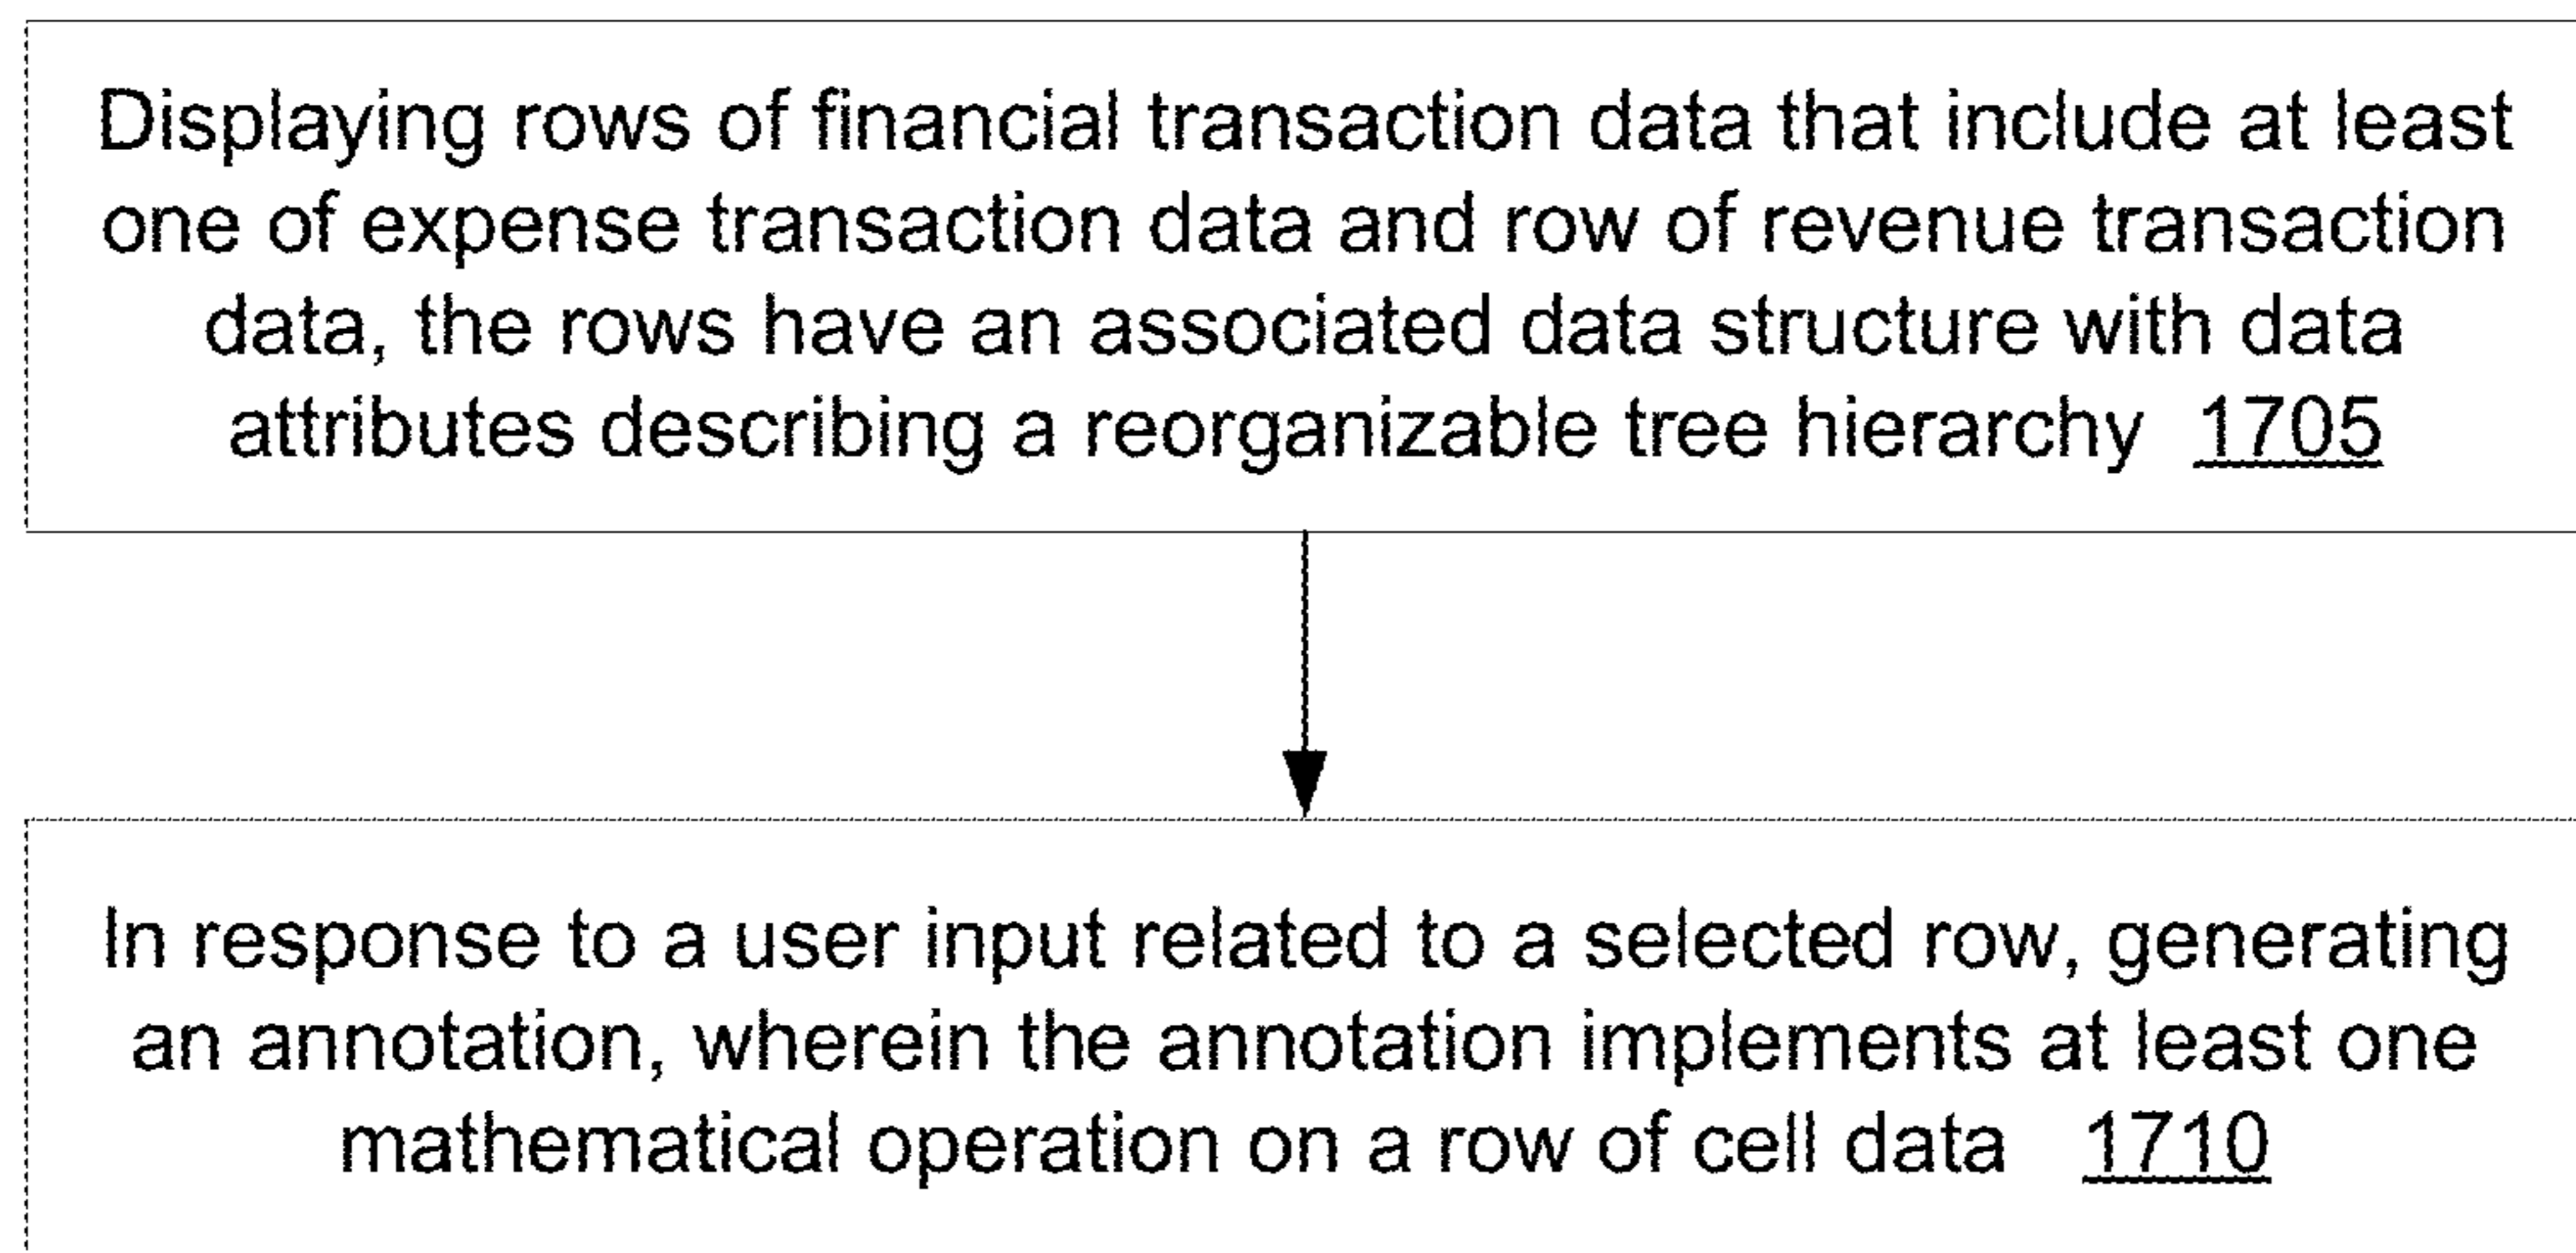 Displaying rows of financial transaction data that include at least
one of expense transaction data and row of revenue transaction
data, the rows have an associated data structure with data
attributes describing a reorganizable tree hierarchy 1705
In response to a user input related to a selected row, generating
an annotation, wherein the annotation implements at least one
mathematical operation on a row of cell data 1710